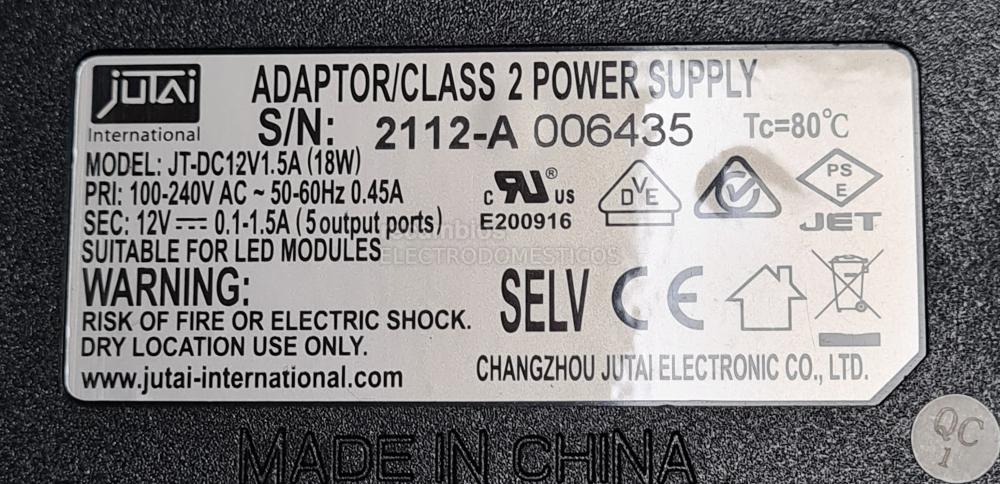 JUTAI
International
ADAPTOR/CLASS 2 POWER SUPPLY
S/N: 2112-A 006435 Tc=80℃
MODEL: JT-DC12V1.5A (18W)
PRI: 100-240V AC ~ 50-60Hz 0.45A
SEC: 12V ⎓ 0.1-1.5A (5 output ports)
SUITABLE FOR LED MODULES
c RU ® US
E200916
DVE
PS
E
JET
ELECTRODOMESTICOS
WARNING:
RISK OF FIRE OR ELECTRIC SHOCK.
DRY LOCATION USE ONLY.
www.jutai-international.com
SELV CE
CHANGZHOU JUTAI ELECTRONIC CO., LTD.
QC
1
MADE IN CHINA